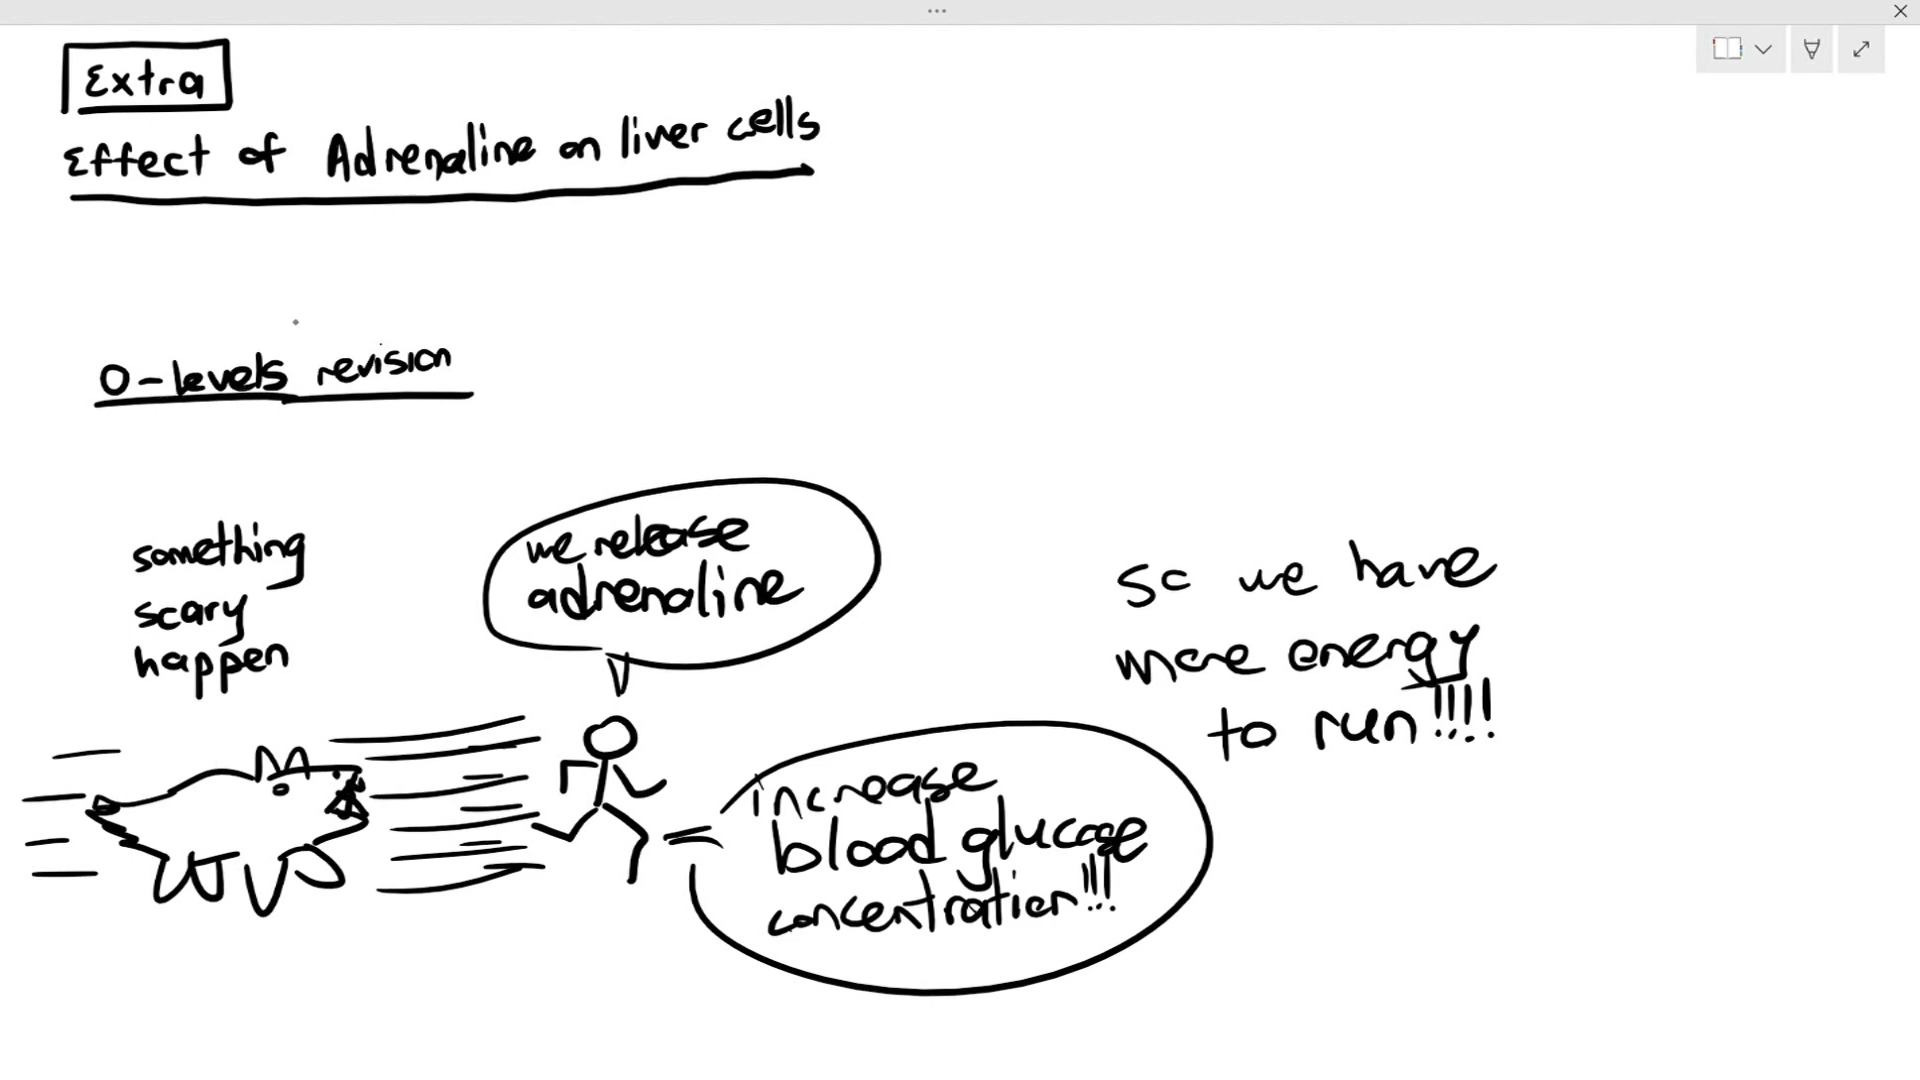 Extra
Effect of Adrenaline on liver cells
O-levels revision
something
scary
happen
we release
adrenaline
so we have
more energy
to run!!!!
increase
blood glucose
concentration!!!